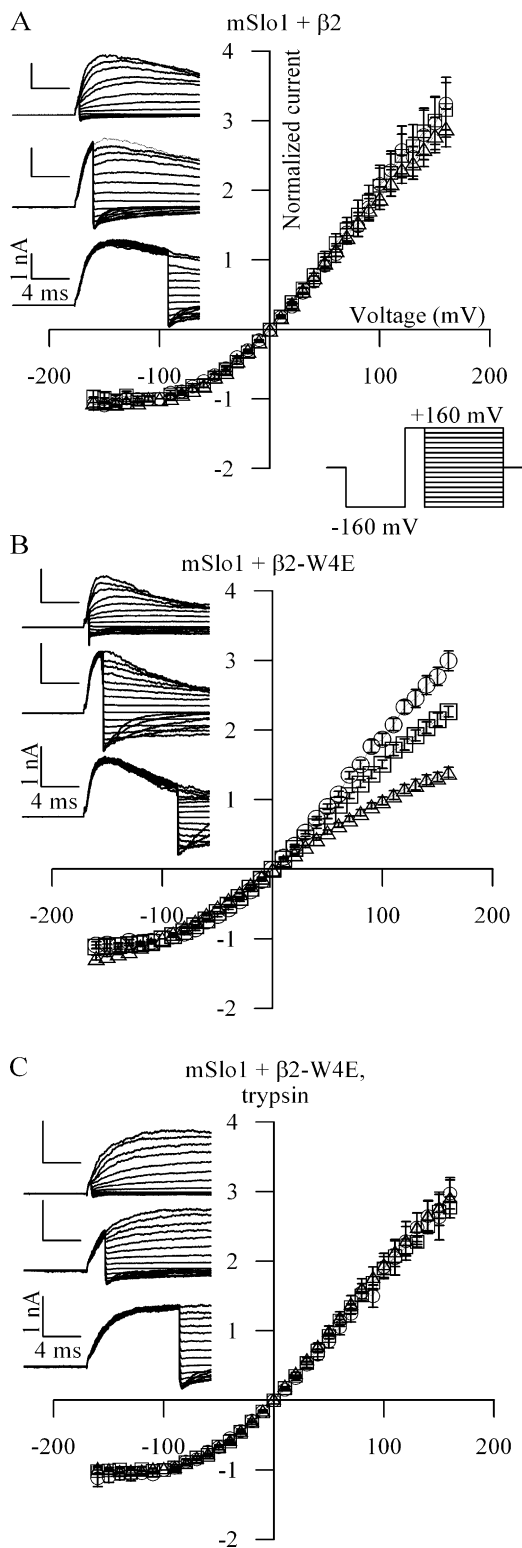 A
mSlo1 + β2
4
Normalized current
3
2
1 nA
1
4 ms
Voltage (mV)
-200
-100
100
200
-1
+160 mV
-2
-160 mV
B
mSlo1 + β2-W4E
4
3
2
1 nA
1
4 ms
-200
-100
100
200
-1
-2
C
mSlo1 + β2-W4E,
trypsin
4
3
2
1 nA
1
4 ms
-200
-100
100
200
-1
-2